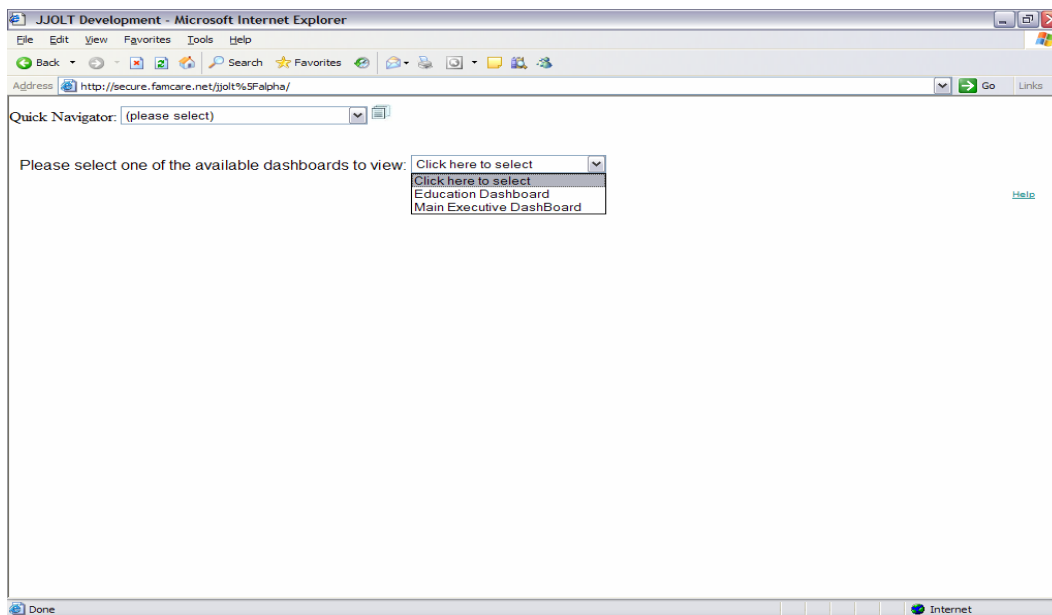 JJOLT Development - Microsoft Internet Explorer
File Edit View Favorites Tools Help
Back Search Favorites
Address http://secure.famcare.net/jjolt%5Falpha/ Go Links
Quick Navigator: (please select)
Please select one of the available dashboards to view: Click here to select
Click here to select
Education Dashboard
Main Executive DashBoard
Help
Done Internet